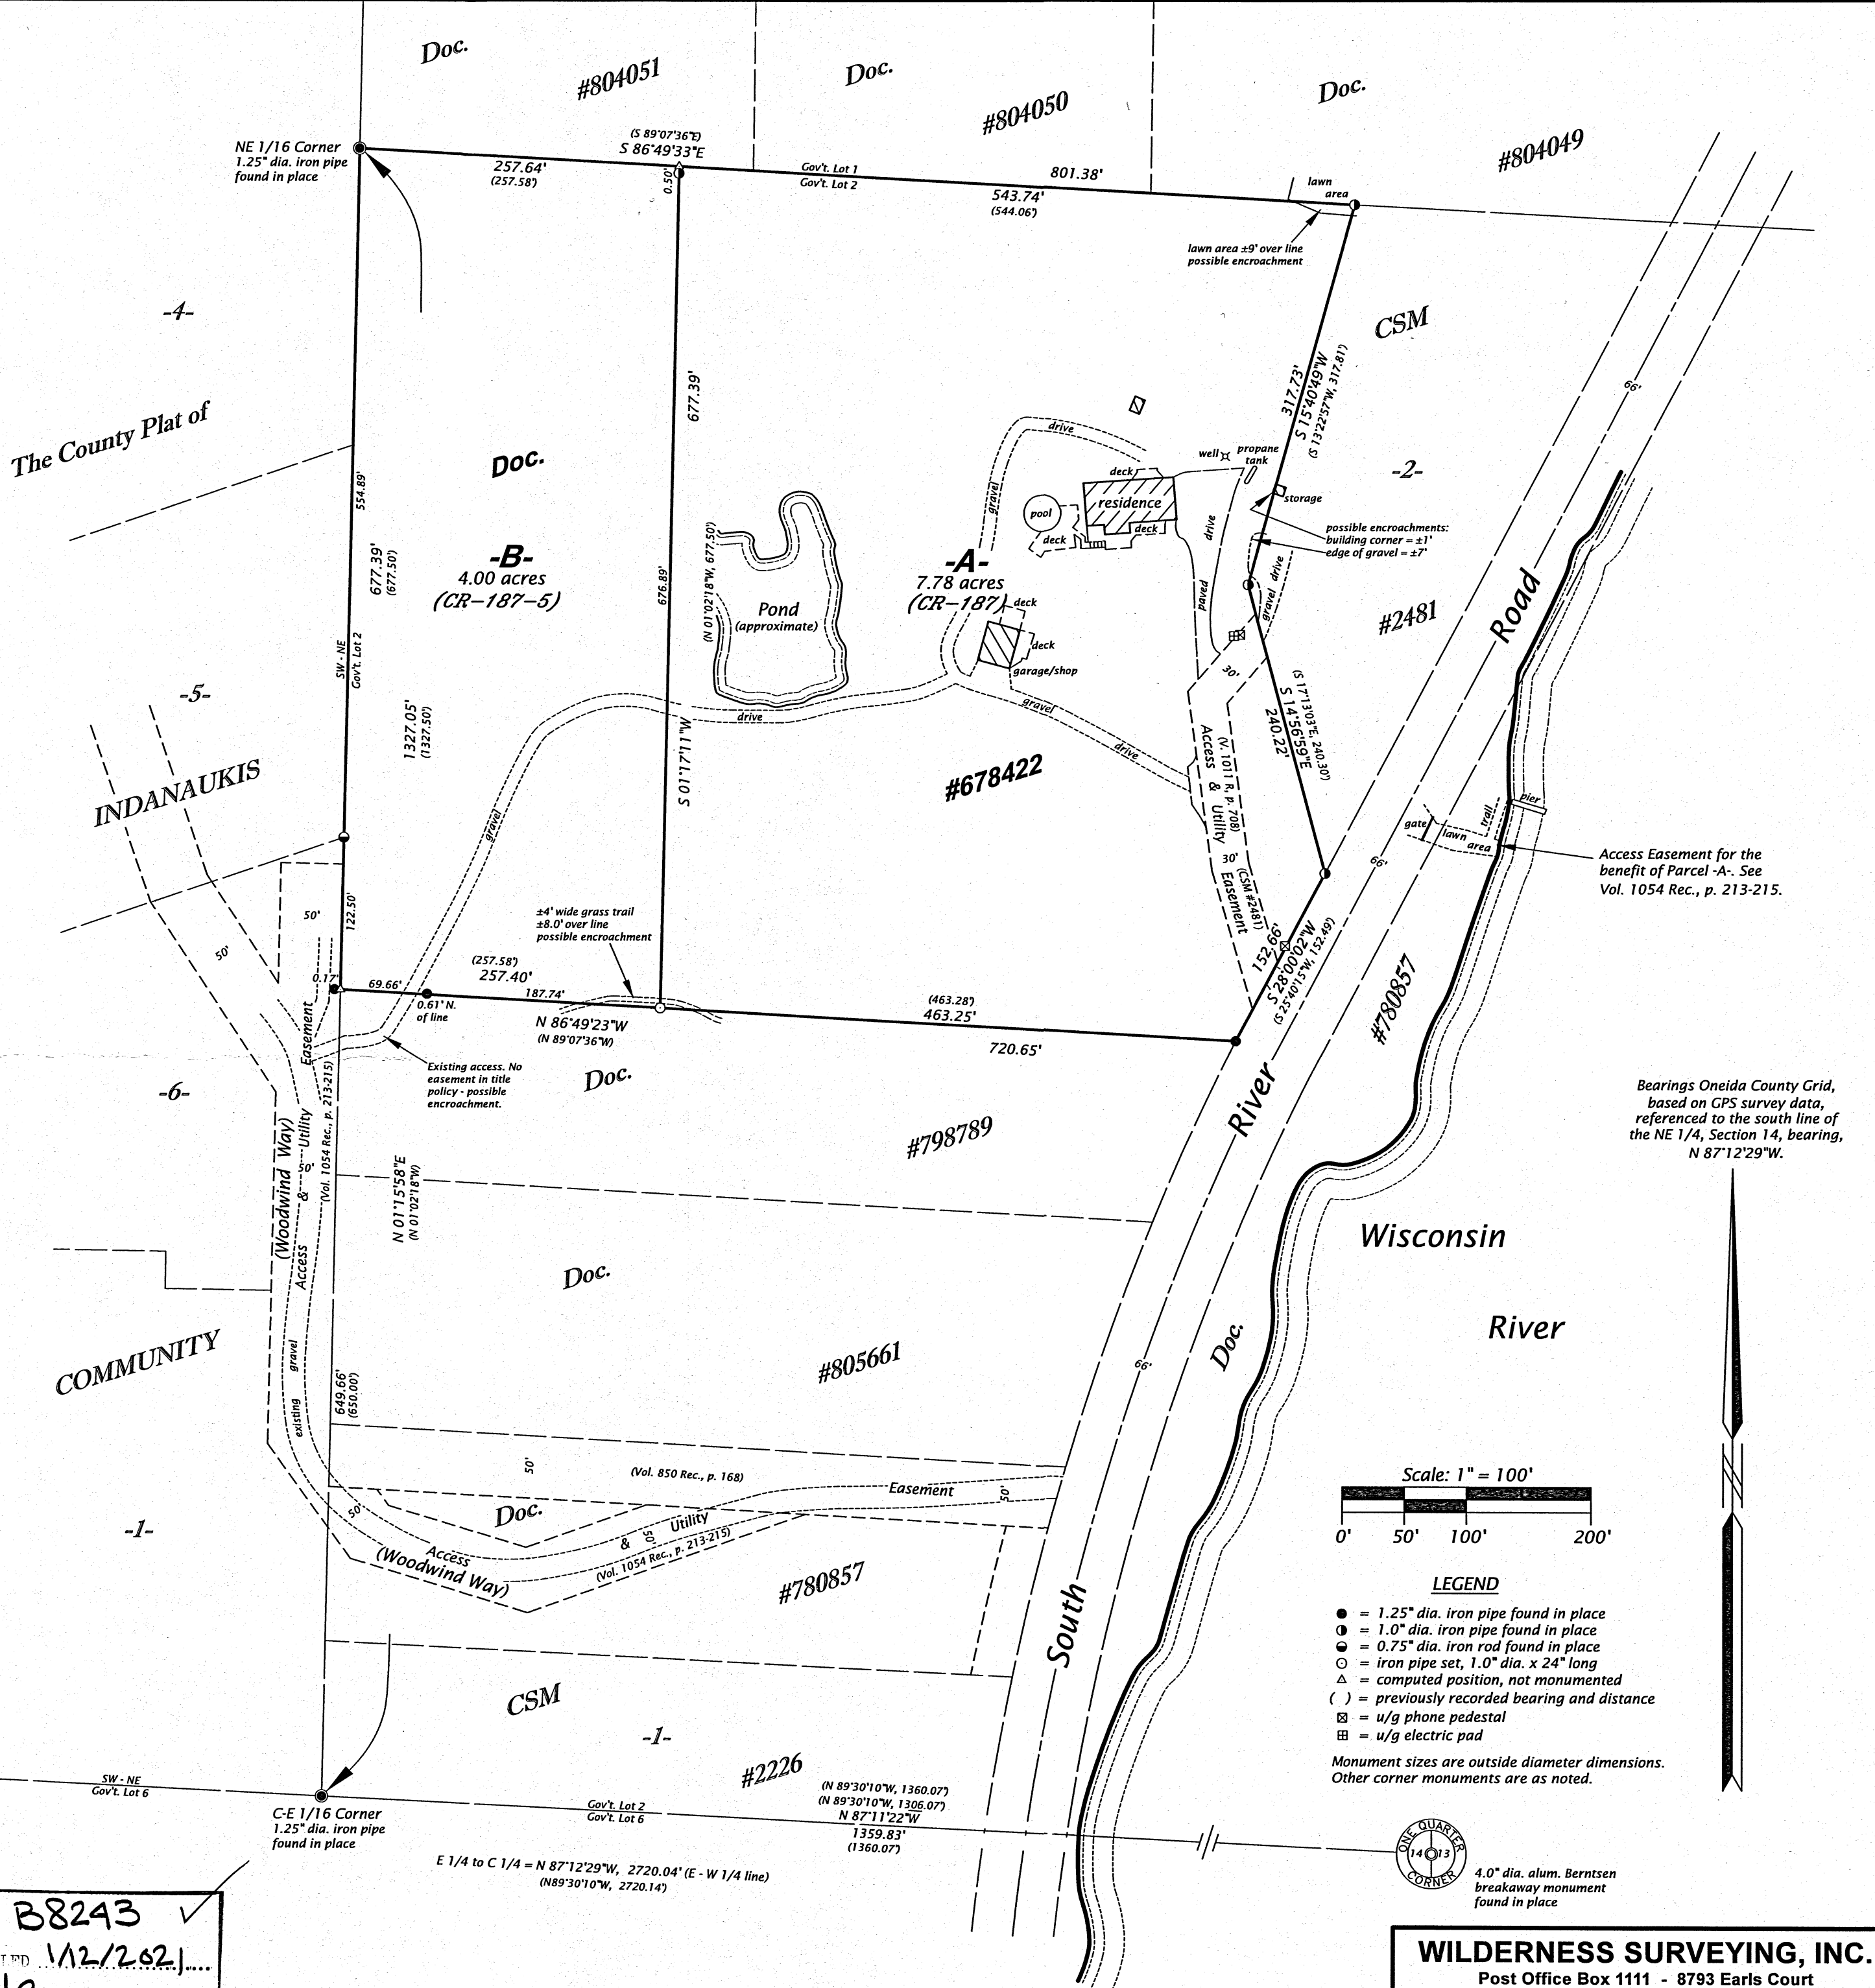 Doc.
#804051
Doc.
#804050
Doc.
#804049
NE 1/16 Corner
1.25" dia. iron pipe
found in place
(S 89°07'36"E)
S 86°49'33"E
257.64'
(257.58')
0.50'
Gov't. Lot 1
Gov't. Lot 2
801.38'
543.74'
(544.06')
lawn
area
lawn area ±9' over line
possible encroachment
-4-
The County Plat of
CSM
66'
317.73'
S 15°40'49"W
(S 13°22'57"W, 317.81')
677.39'
554.89'
Doc.
-B-
4.00 acres
(CR-187-5)
677.39'
(677.50')
SW - NE
Gov't. Lot 2
676.89'
(N 01°02'18"W, 677.50')
Pond
(approximate)
-A-
7.78 acres
(CR-187)
drive
gravel
deck
residence
pool
deck
deck
well
propane
tank
storage
drive
paved
possible encroachments:
building corner = ±1'
edge of gravel = ±7'
gravel drive
-2-
#2481
Road
deck
deck
garage/shop
30'
(S 17°13'03"E, 240.30')
S 14°56'59"E
240.22'
-5-
1327.05'
(1327.50')
S 01°17'11"W
drive
gravel
drive
#678422
Access & Utility Easement
(V. 1011 R, p. 708)
(CSM #2481)
30'
INDANAUKIS
gravel
gate
lawn
area
trail
pier
66'
Access Easement for the
benefit of Parcel -A-. See
Vol. 1054 Rec., p. 213-215.
50'
50'
122.50'
0.17'
69.66'
±4' wide grass trail
±8.0' over line
possible encroachment
(257.58')
257.40'
187.74'
0.61' N.
of line
N 86°49'23"W
(N 89°07'36"W)
(463.28')
463.25'
720.65'
152.66'
S 28°00'02"W
(S 25°40'15"W, 152.49')
#780857
Easement
Existing access. No
easement in title
policy - possible
encroachment.
Doc.
#798789
River
-6-
(Woodwind Way)
Access & Utility
50'
(Vol. 1054 Rec., p. 213-215)
N 01°15'58"E
(N 01°02'18"W)
Bearings Oneida County Grid,
based on GPS survey data,
referenced to the south line of
the NE 1/4, Section 14, bearing,
N 87°12'29"W.
Wisconsin
River
Doc.
#805661
Doc.
66'
COMMUNITY
existing gravel
649.66'
(650.00')
50'
(Vol. 850 Rec., p. 168)
Easement
50'
Doc.
50'
Access
& Utility
50'
(Woodwind Way)
(Vol. 1054 Rec., p. 213-215)
#780857
-1-
South
Scale: 1" = 100'
0' 50' 100' 200'
LEGEND
= 1.25" dia. iron pipe found in place
= 1.0" dia. iron pipe found in place
= 0.75" dia. iron rod found in place
= iron pipe set, 1.0" dia. x 24" long
= computed position, not monumented
( ) = previously recorded bearing and distance
= u/g phone pedestal
= u/g electric pad
Monument sizes are outside diameter dimensions.
Other corner monuments are as noted.
CSM
-1-
#2226
SW - NE
Gov't. Lot 6
C-E 1/16 Corner
1.25" dia. iron pipe
found in place
Gov't. Lot 2
Gov't. Lot 6
(N 89°30'10"W, 1360.07')
(N 89°30'10"W, 1306.07')
N 87°11'22"W
1359.83'
(1360.07')
E 1/4 to C 1/4 = N 87°12'29"W, 2720.04' (E - W 1/4 line)
(N89°30'10"W, 2720.14')
ONE QUARTER
14 13
CORNER
4.0" dia. alum. Berntsen
breakaway monument
found in place
B8243
1/12/2021
WILDERNESS SURVEYING, INC.
Post Office Box 1111 - 8793 Earls Court